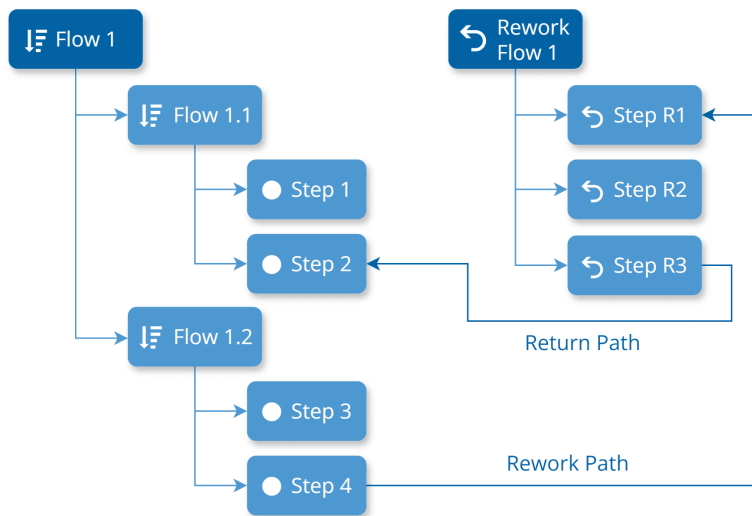 Flow 1
Flow 1.1
Step 1
Step 2
Flow 1.2
Step 3
Step 4
Rework
Flow 1
Step R1
Step R2
Step R3
Return Path
Rework Path